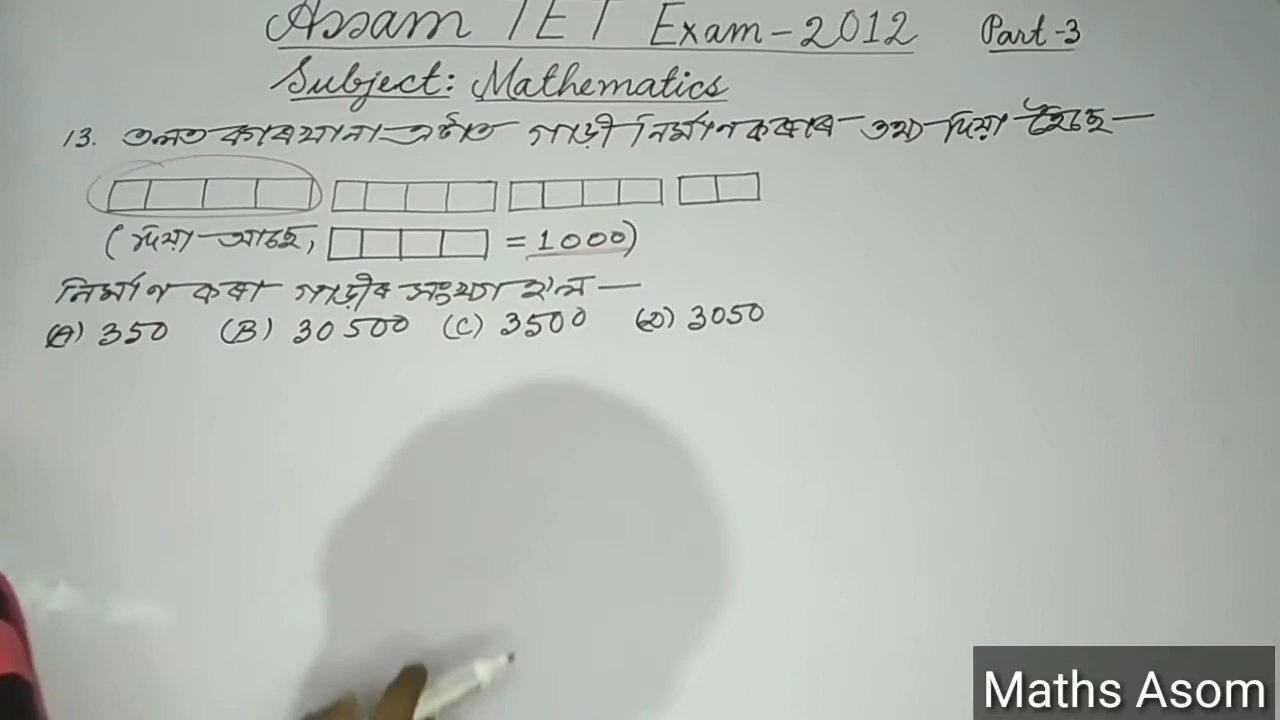 Assam TET Exam-2012 Part-3
Subject: Mathematics
13. তলত কাৰখানা এটাত গাড়ী নিৰ্মাণ কৰাৰ তথ্য দিয়া হৈছে—
(দিয়া আছে, = 1000)
নিৰ্মাণ কৰা গাড়ীৰ সংখ্যা হ'ল —
(A) 350 (B) 30500 (C) 3500 (D) 3050
Maths Asom